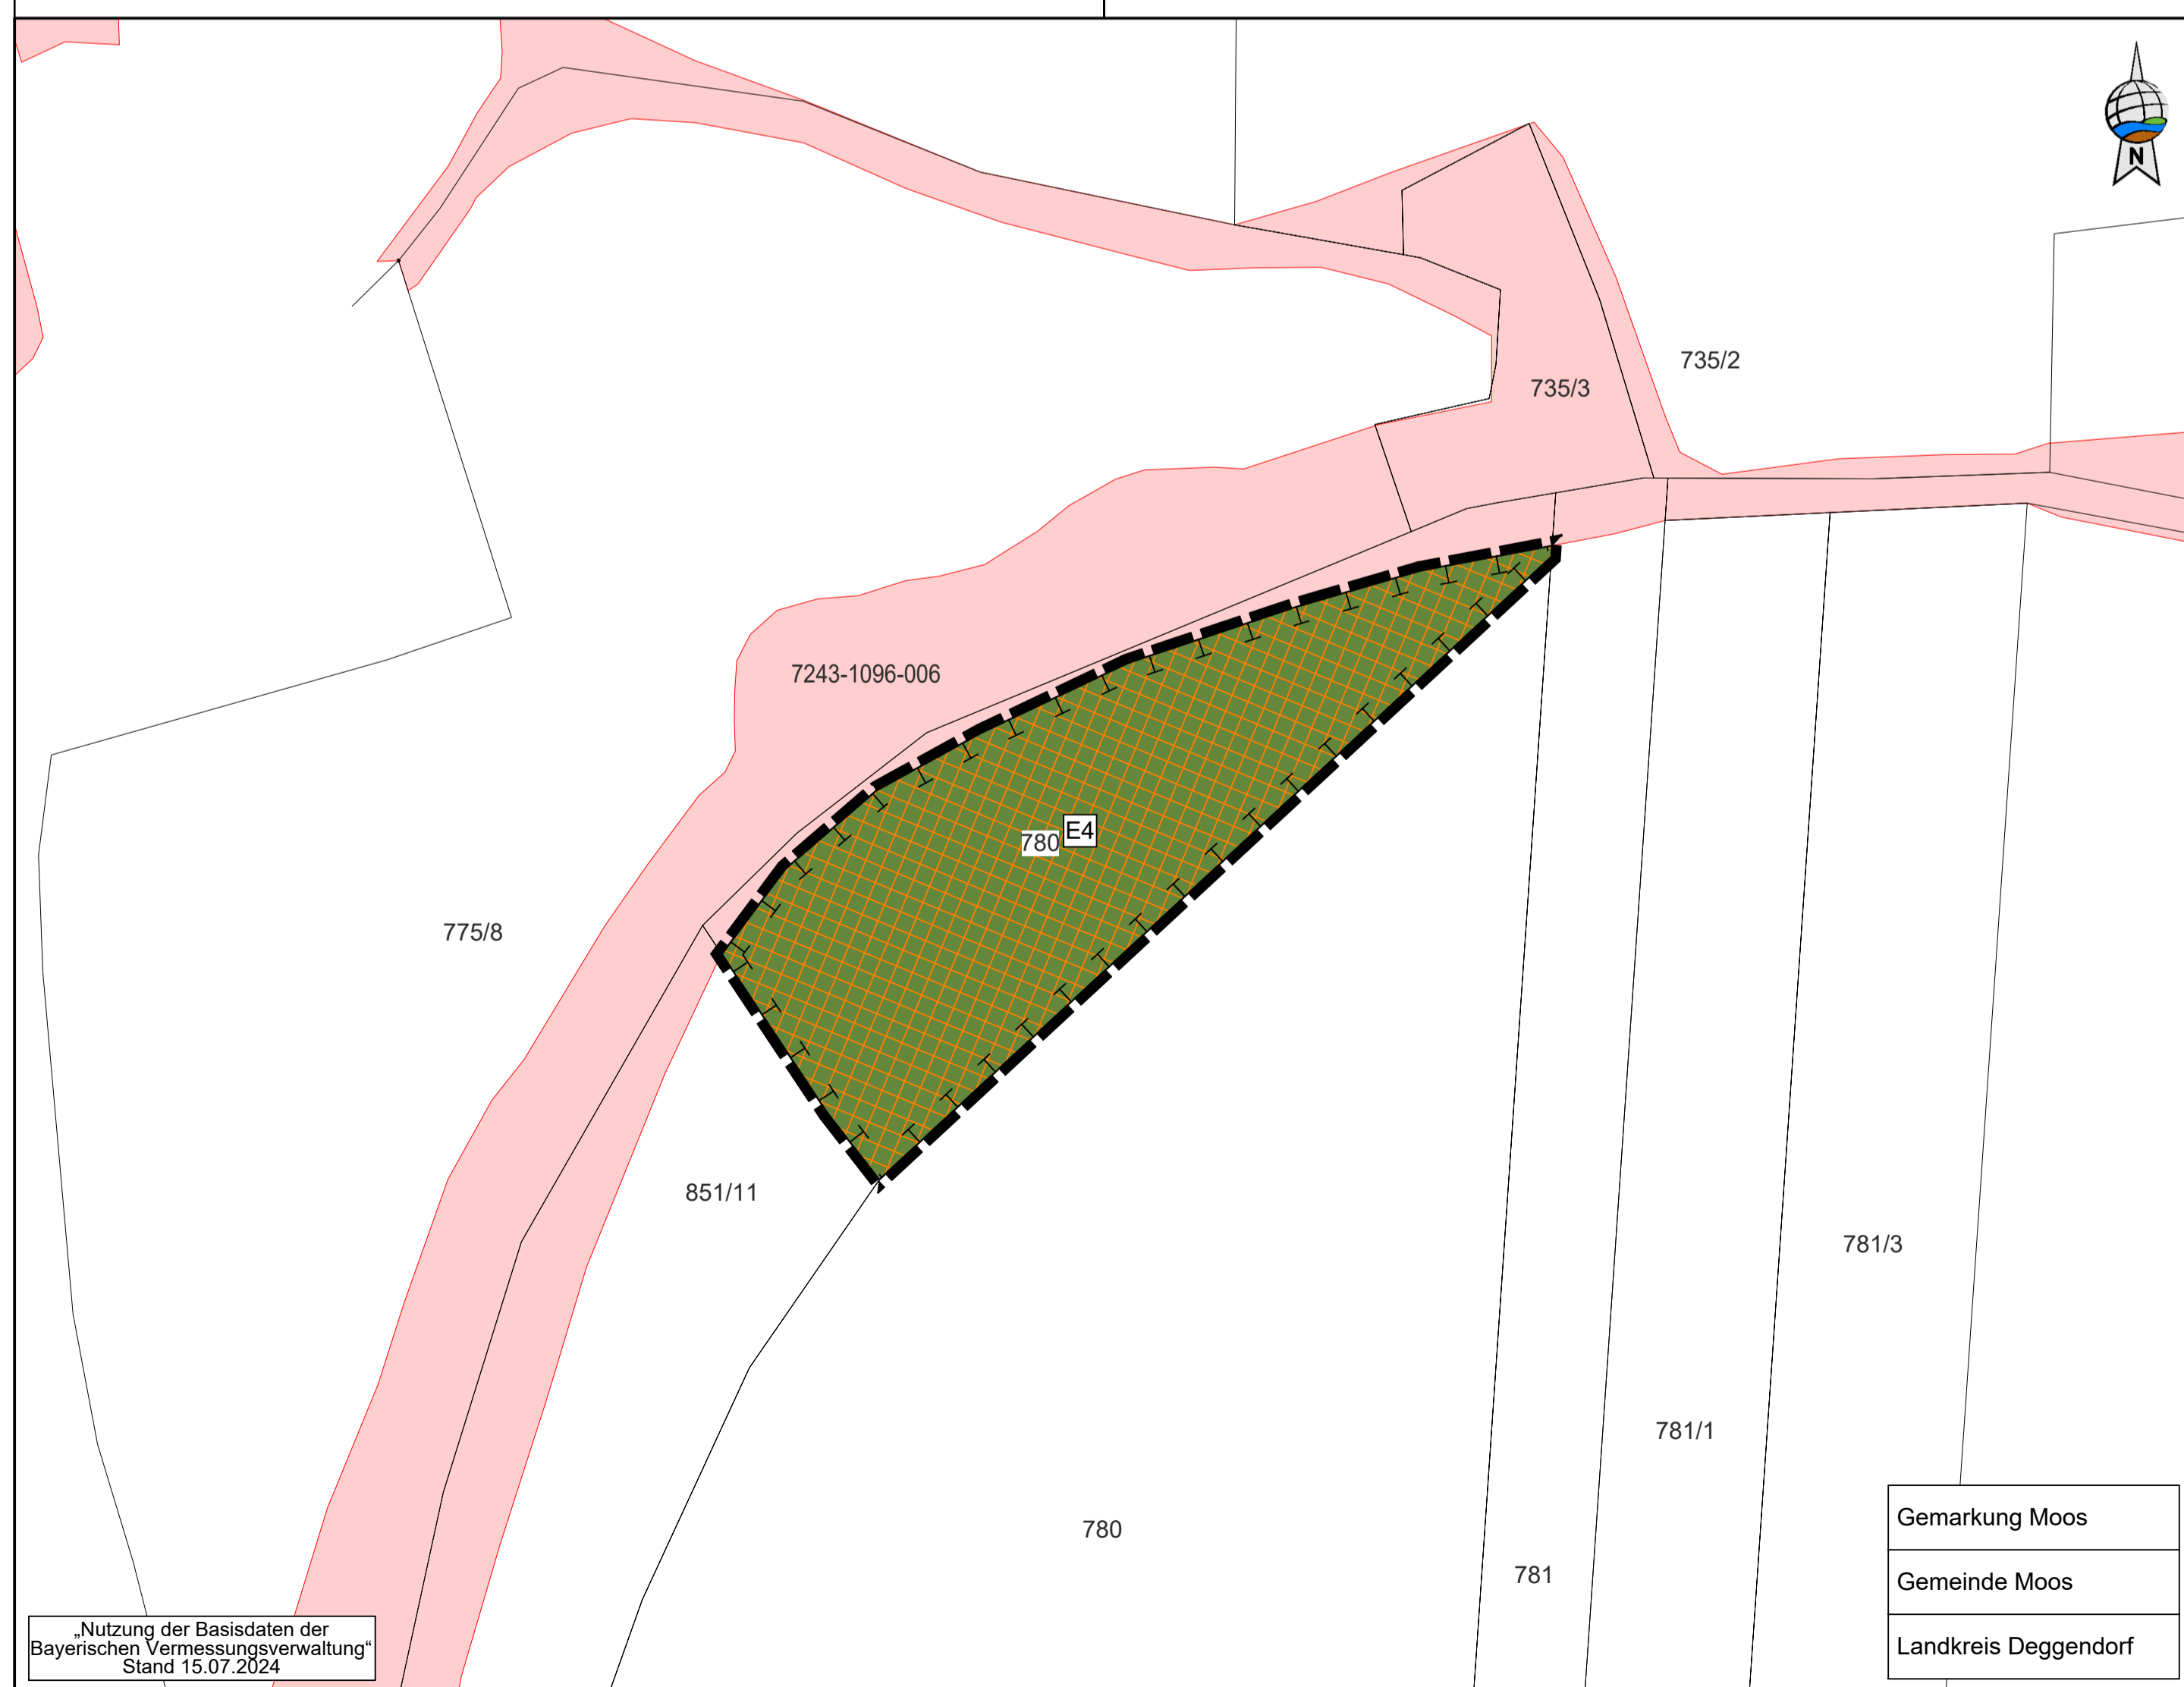 N
735/2
735/3
7243-1096-006
E4
780
775/8
851/11
781/3
781/1
780
781
Gemarkung Moos
Gemeinde Moos
Landkreis Deggendorf
„Nutzung der Basisdaten der
Bayerischen Vermessungsverwaltung“
Stand 15.07.2024